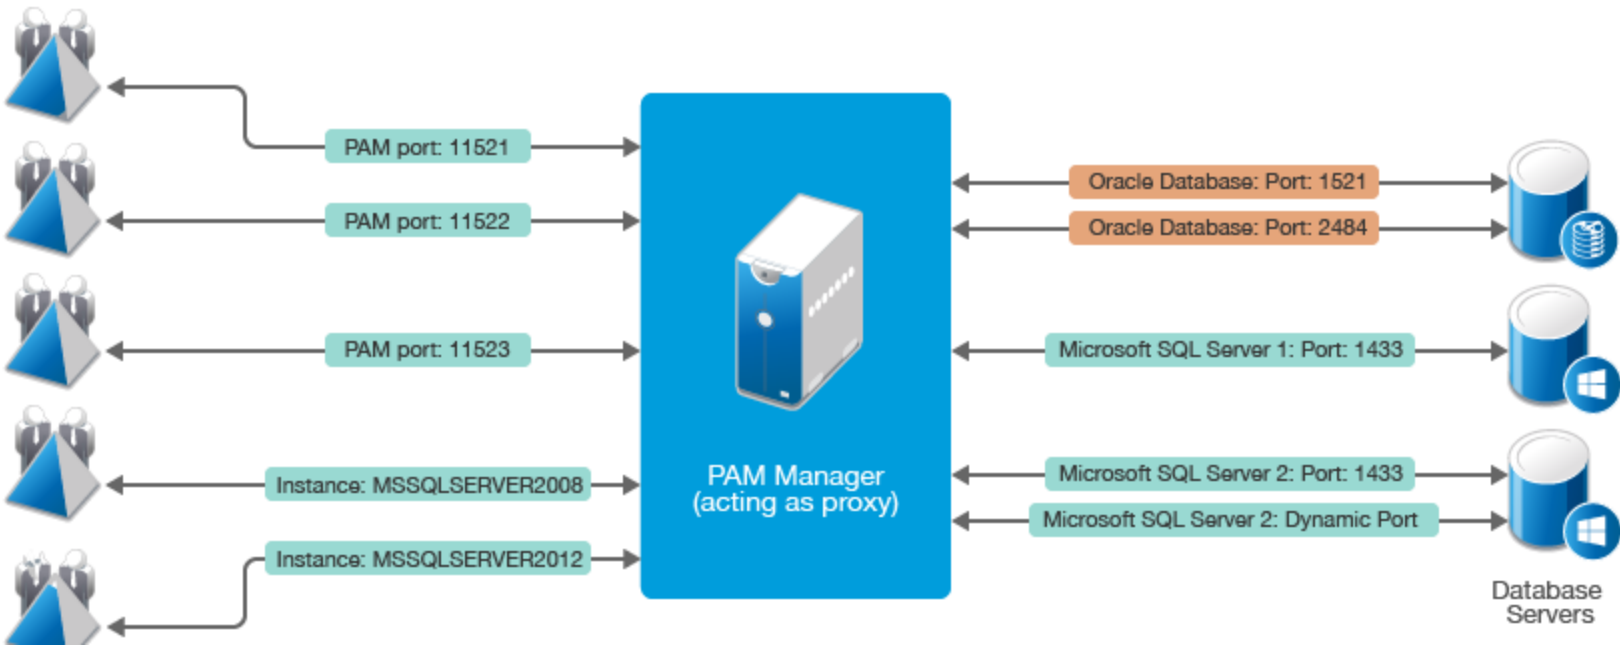 PAM port: 11521
PAM port: 11522
PAM port: 11523
Instance: MSSQLSERVER2008
Instance: MSSQLSERVER2012
PAM Manager
(acting as proxy)
Oracle Database: Port: 1521
Oracle Database: Port: 2484
Microsoft SQL Server 1: Port: 1433
Microsoft SQL Server 2: Port: 1433
Microsoft SQL Server 2: Dynamic Port
Database
Servers